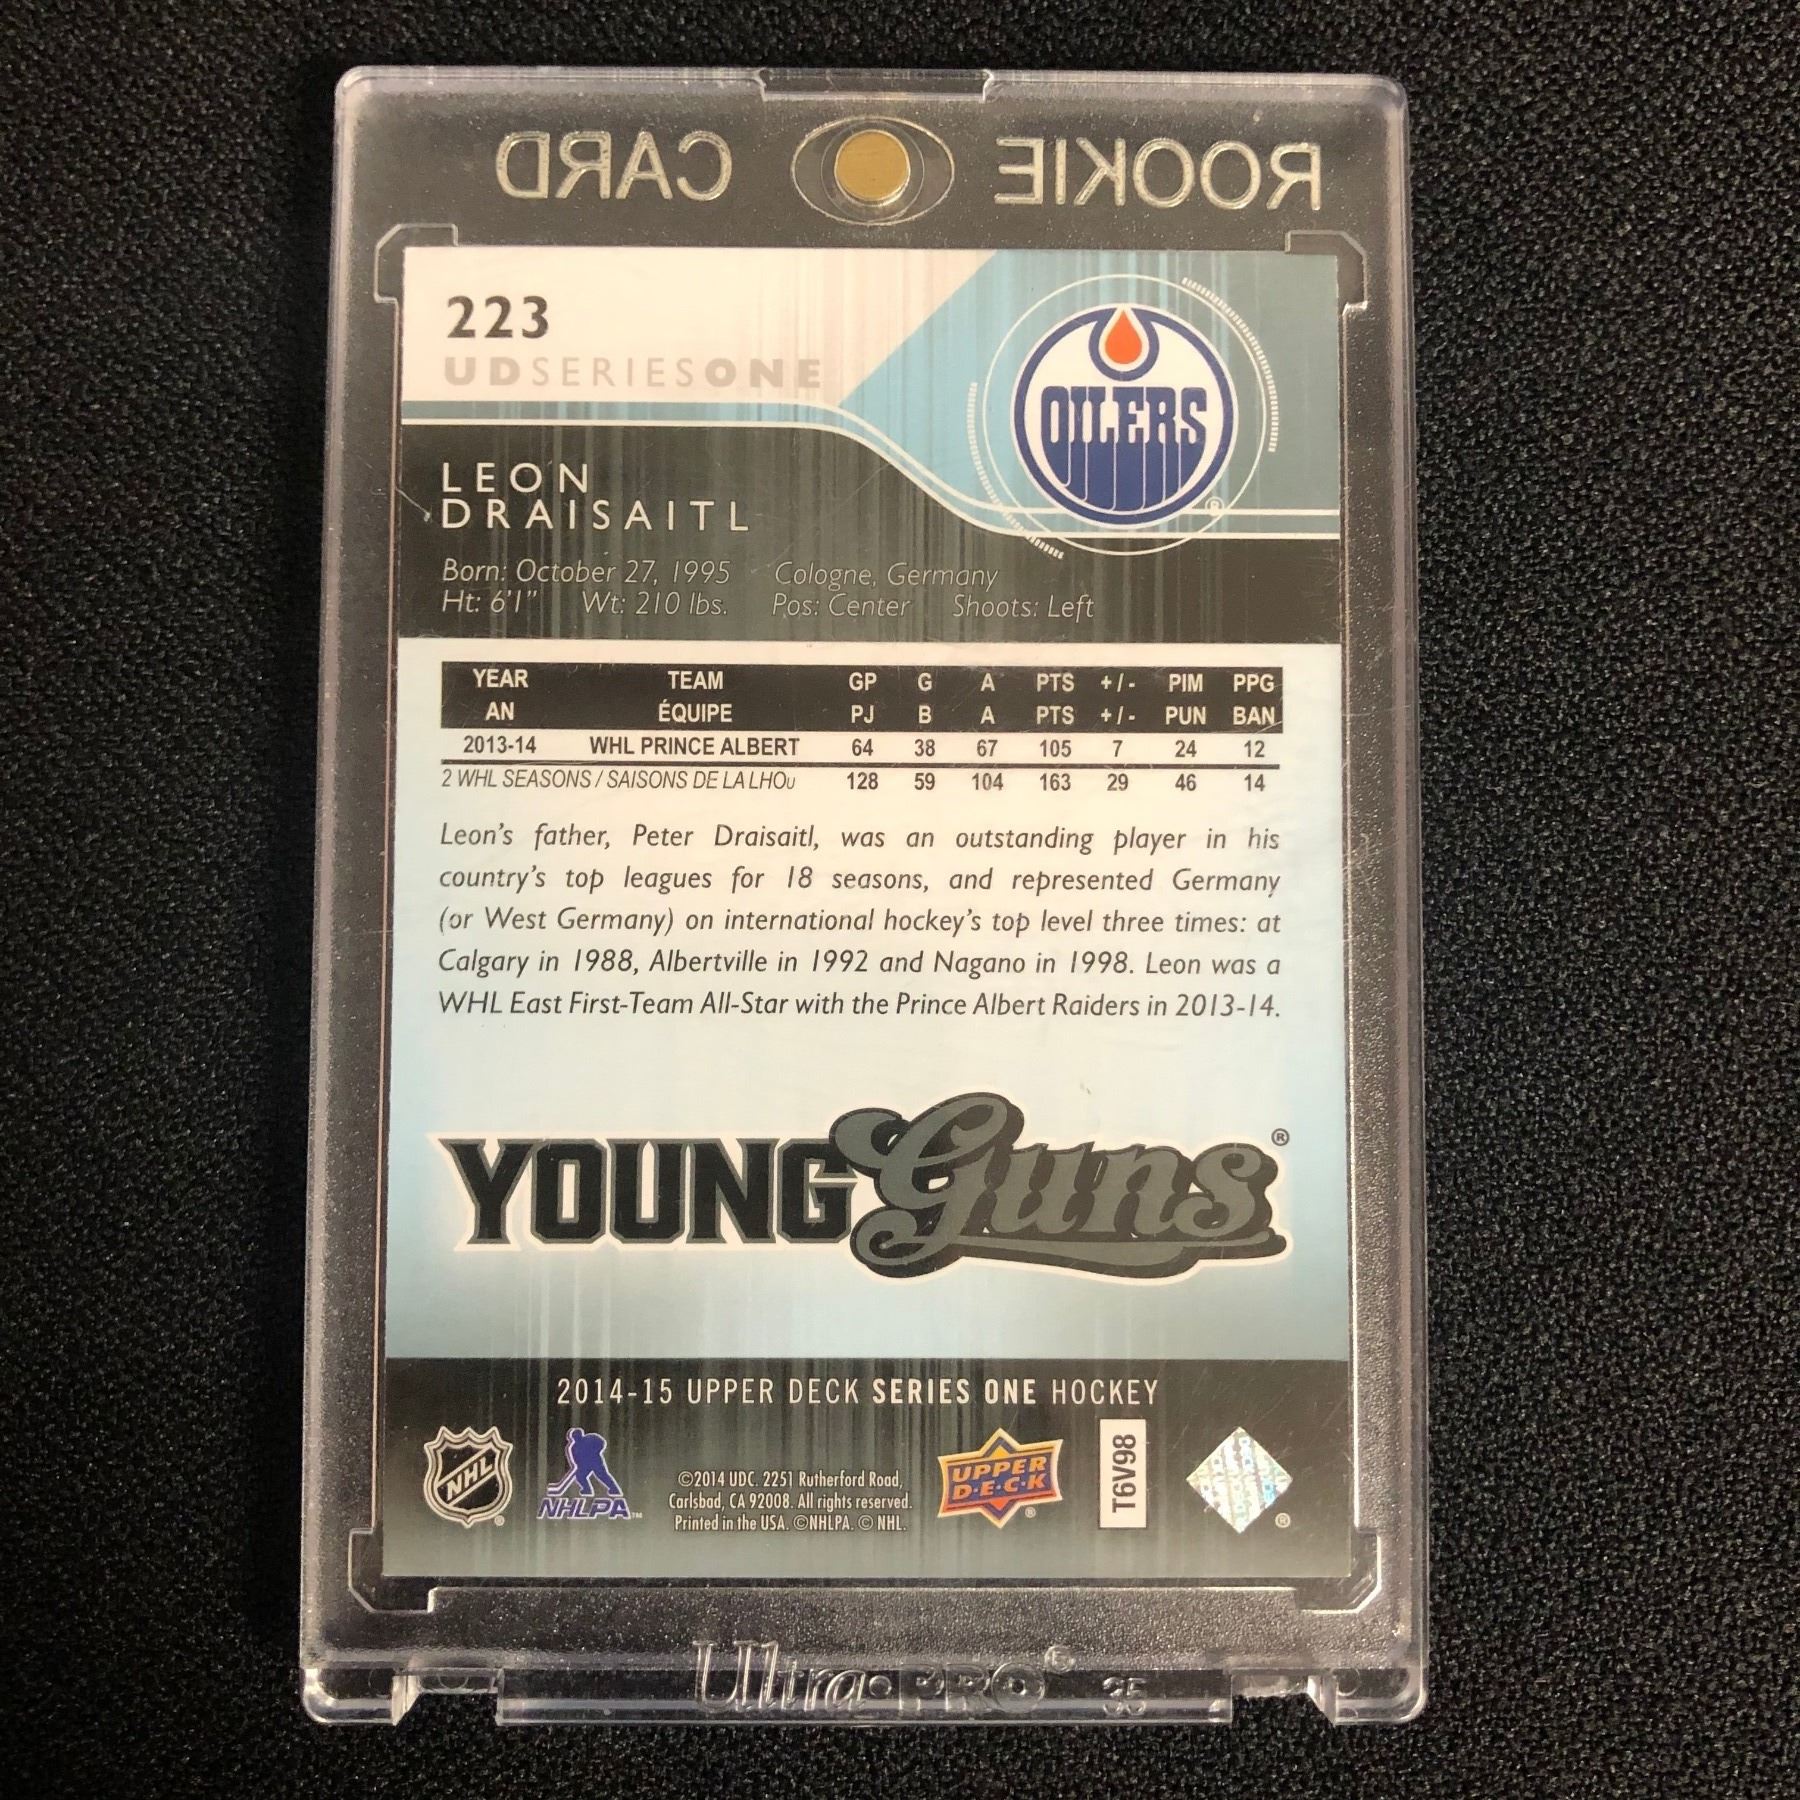 ROOKIE CARD
223
UDSERIESONE
OILERS
®
LEON
DRAISAITL
Born: October 27, 1995 Cologne, Germany
Ht: 6'1" Wt: 210 lbs. Pos: Center Shoots: Left
YEAR TEAM GP G A PTS +/- PIM PPG
AN ÉQUIPE PJ B A PTS +/- PUN BAN
2013-14 WHL PRINCE ALBERT 64 38 67 105 7 24 12
2 WHL SEASONS / SAISONS DE LA LHOu 128 59 104 163 29 46 14
Leon's father, Peter Draisaitl, was an outstanding player in his
country's top leagues for 18 seasons, and represented Germany
(or West Germany) on international hockey's top level three times: at
Calgary in 1988, Albertville in 1992 and Nagano in 1998. Leon was a
WHL East First-Team All-Star with the Prince Albert Raiders in 2013-14.
YOUNG Guns®
2014-15 UPPER DECK SERIES ONE HOCKEY
NHL®
NHLPA™
©2014 UDC. 2251 Rutherford Road,
Carlsbad, CA 92008. All rights reserved.
Printed in the USA. ©NHLPA. © NHL.
UPPER
D·E·C·K®
T6V98
®
Ultra·PRO® 35